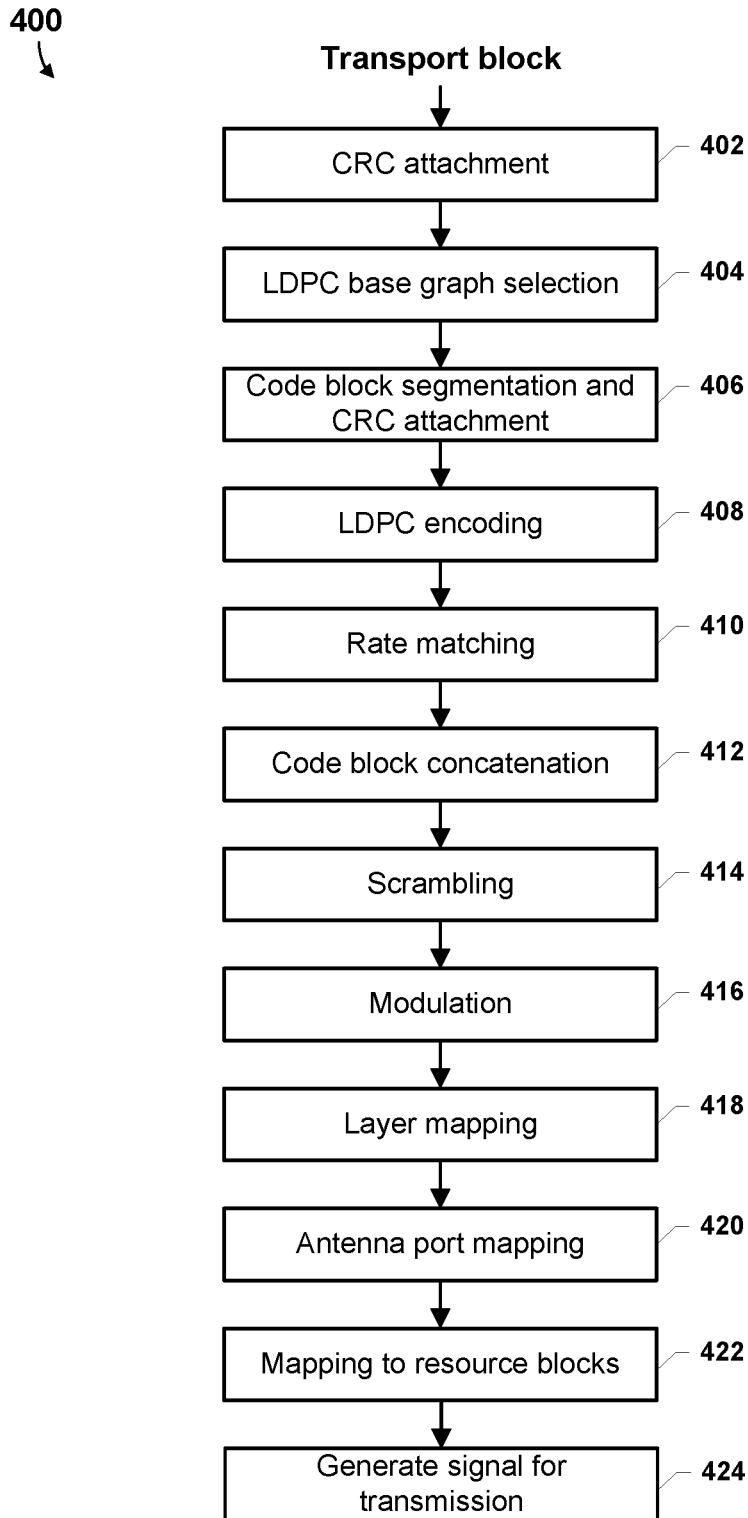 400
Transport block
CRC attachment
402
LDPC base graph selection
404
Code block segmentation and
CRC attachment
406
LDPC encoding
408
Rate matching
410
Code block concatenation
412
Scrambling
414
Modulation
416
Layer mapping
418
Antenna port mapping
420
Mapping to resource blocks
422
Generate signal for
transmission
424